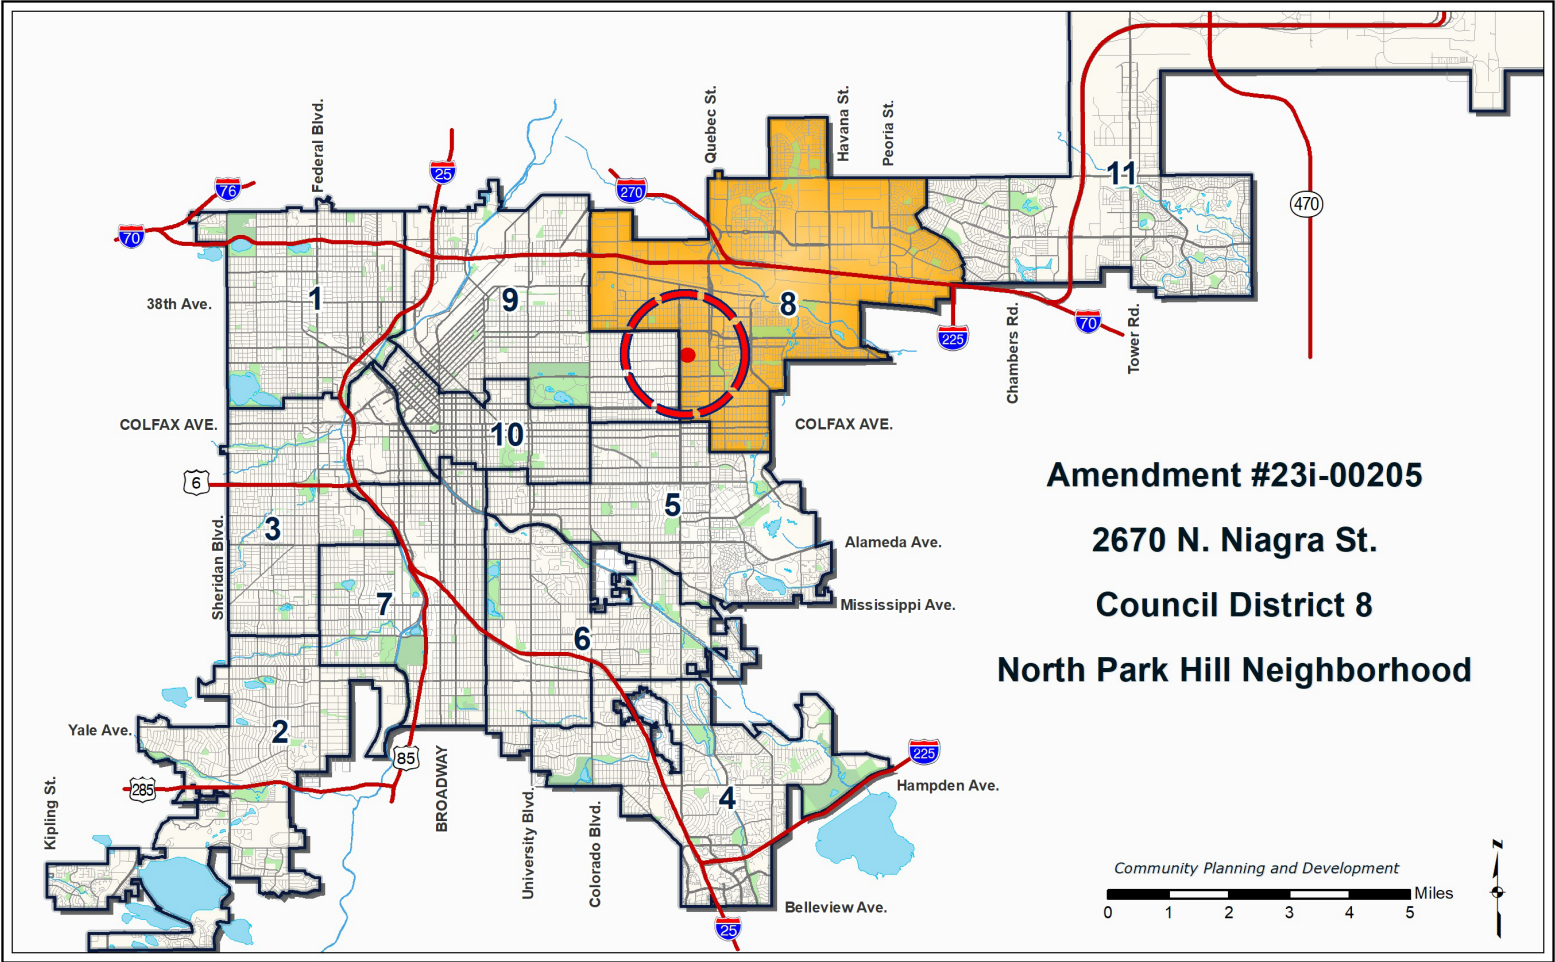 Federal Blvd.
Quebec St.
Havana St.
Peoria St.
76
25
270
70
11
470
38th Ave.
1
9
8
225
70
Chambers Rd.
Tower Rd.
COLFAX AVE.
10
COLFAX AVE.
6
5
3
Sheridan Blvd.
Alameda Ave.
7
Mississippi Ave.
6
Yale Ave.
2
85
225
285
BROADWAY
Hampden Ave.
4
Kipling St.
University Blvd.
Colorado Blvd.
Belleview Ave.
25
Amendment #23i-00205
2670 N. Niagra St.
Council District 8
North Park Hill Neighborhood
Community Planning and Development
Miles
0 1 2 3 4 5
Z